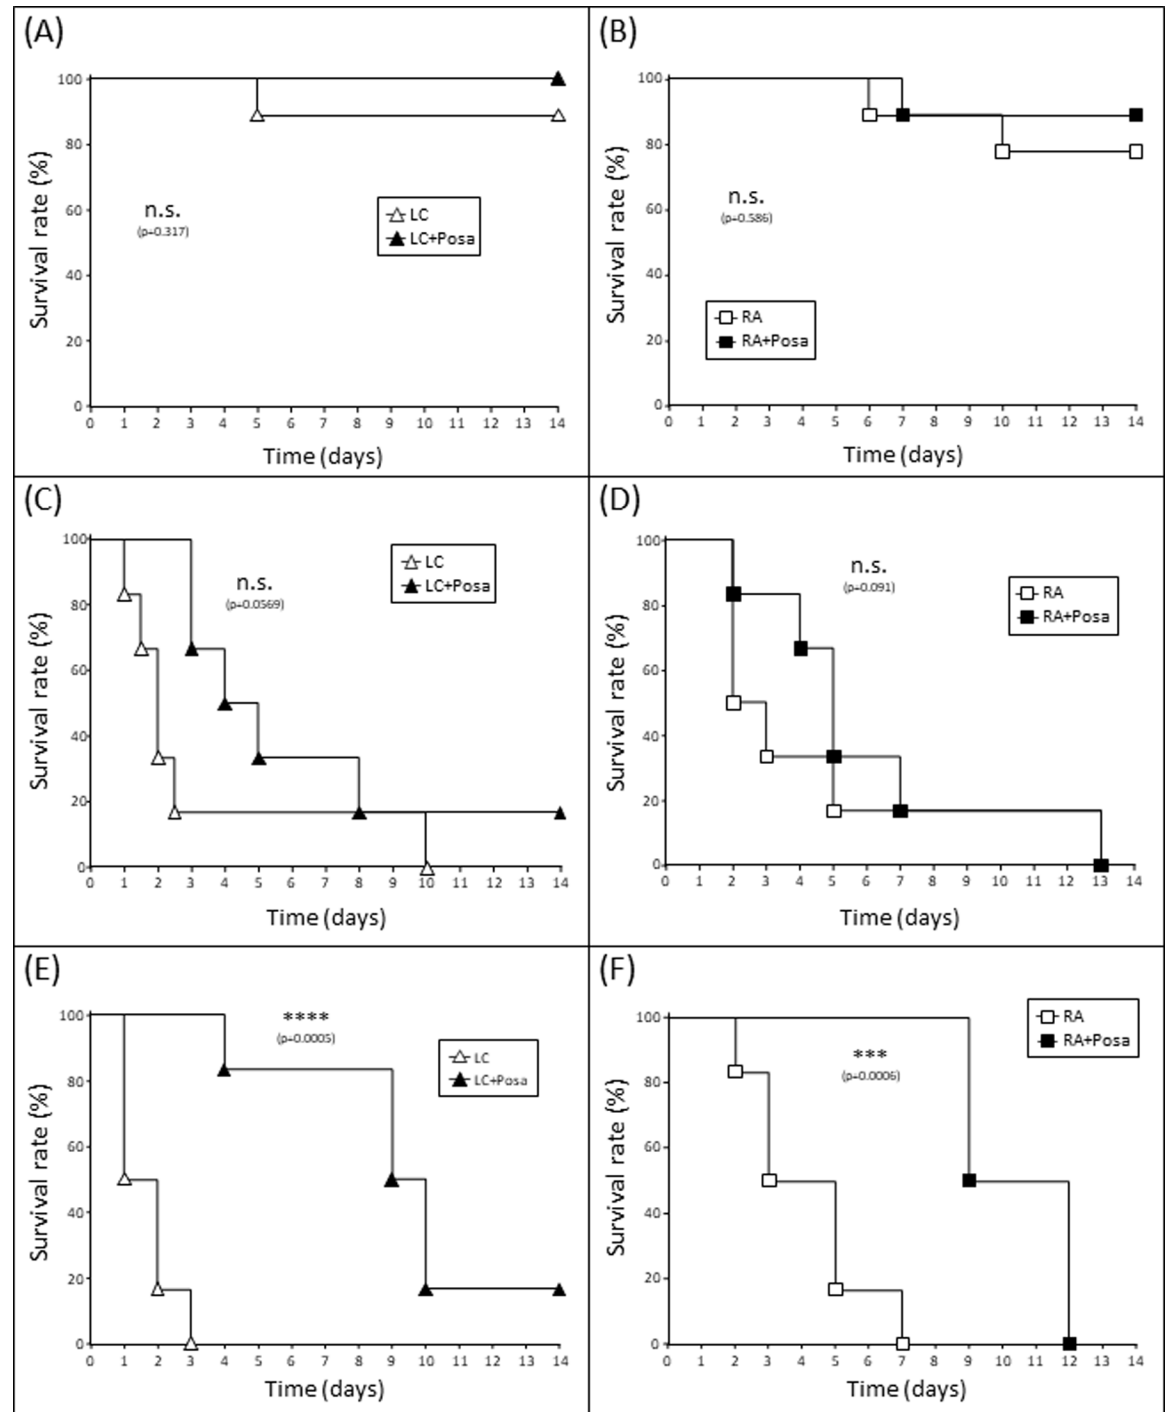 (A)
100
80
60
40
20
0
Survival rate (%)
n.s.
(p=0.317)
LC
LC+Posa
0 1 2 3 4 5 6 7 8 9 10 11 12 13 14
Time (days)
(B)
100
80
60
40
20
0
Survival rate (%)
n.s.
(p=0.586)
RA
RA+Posa
0 1 2 3 4 5 6 7 8 9 10 11 12 13 14
Time (days)
(C)
100
80
60
40
20
0
Survival rate (%)
n.s.
(p=0.0569)
LC
LC+Posa
0 1 2 3 4 5 6 7 8 9 10 11 12 13 14
Time (days)
(D)
100
80
60
40
20
0
Survival rate (%)
n.s.
(p=0.091)
RA
RA+Posa
0 1 2 3 4 5 6 7 8 9 10 11 12 13 14
Time (days)
(E)
100
80
60
40
20
0
Survival rate (%)
****
(p=0.0005)
LC
LC+Posa
0 1 2 3 4 5 6 7 8 9 10 11 12 13 14
Time (days)
(F)
100
80
60
40
20
0
Survival rate (%)
***
(p=0.0006)
RA
RA+Posa
0 1 2 3 4 5 6 7 8 9 10 11 12 13 14
Time (days)